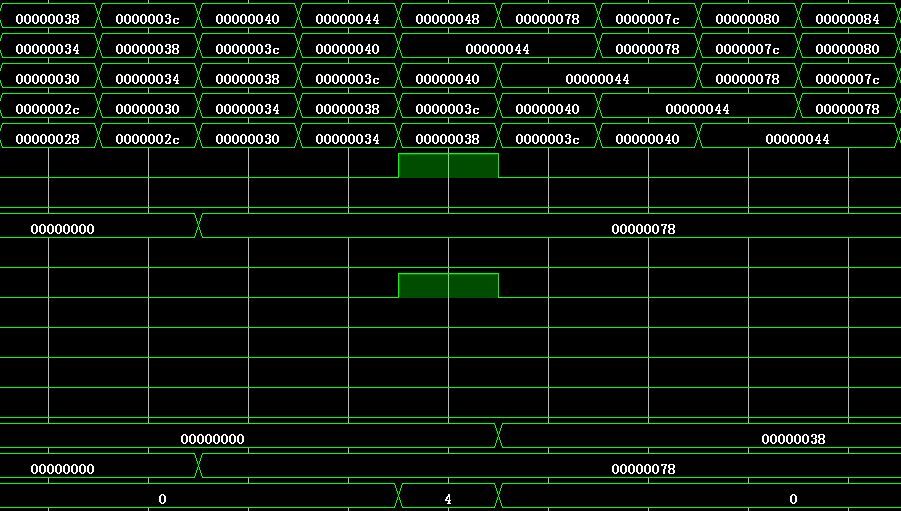 00000038 0000003c 00000040 00000044 00000048 00000078 0000007c 00000080 00000084
00000034 00000038 0000003c 00000040 00000044 00000078 0000007c 00000080
00000030 00000034 00000038 0000003c 00000040 00000044 00000078 0000007c
0000002c 00000030 00000034 00000038 0000003c 00000040 00000044 00000078
00000028 0000002c 00000030 00000034 00000038 0000003c 00000040 00000044
00000000 00000078
00000000 00000038
00000000 00000078
0 4 0